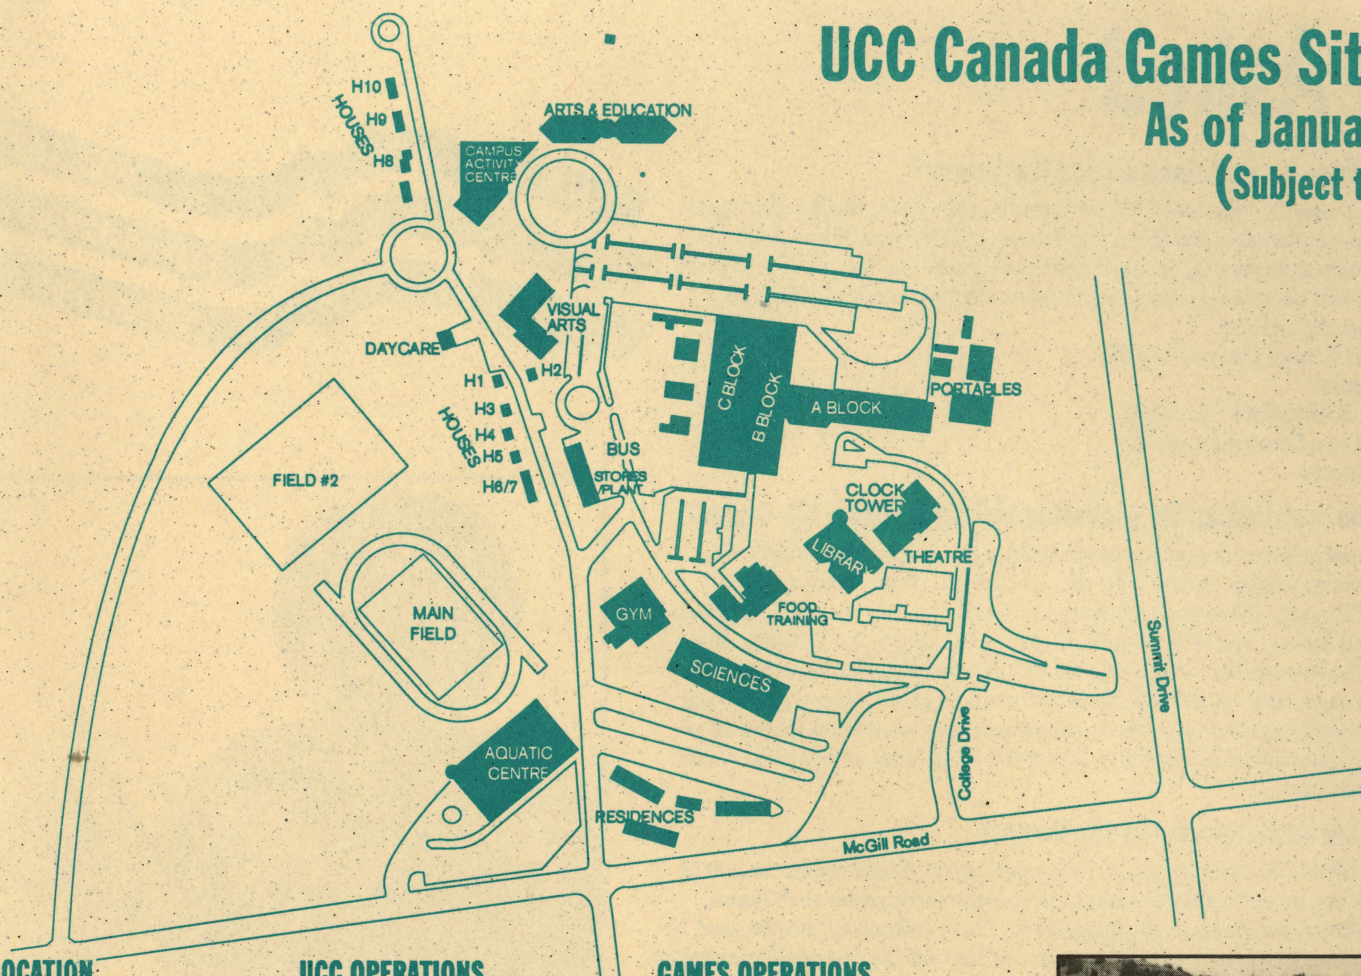 UCC Canada Games Sit
As of Janua
(Subject t
ARTS & EDUCATION
H10
HOUSES
H9
H8
CAMPUS
ACTIVITY
CENTRE
VISUAL
ARTS
DAYCARE
H1
H2
H3
HOUSES
H4
H5
H6/7
C BLOCK
B BLOCK
A BLOCK
PORTABLES
BUS
STORES
/PLANT
FIELD #2
CLOCK
TOWER
LIBRARY
THEATRE
MAIN
FIELD
GYM
FOOD
TRAINING
SCIENCES
Summit Drive
College Drive
AQUATIC
CENTRE
RESIDENCES
McGill Road
OCATION
UCC OPERATIONS
GAMES OPERATIONS